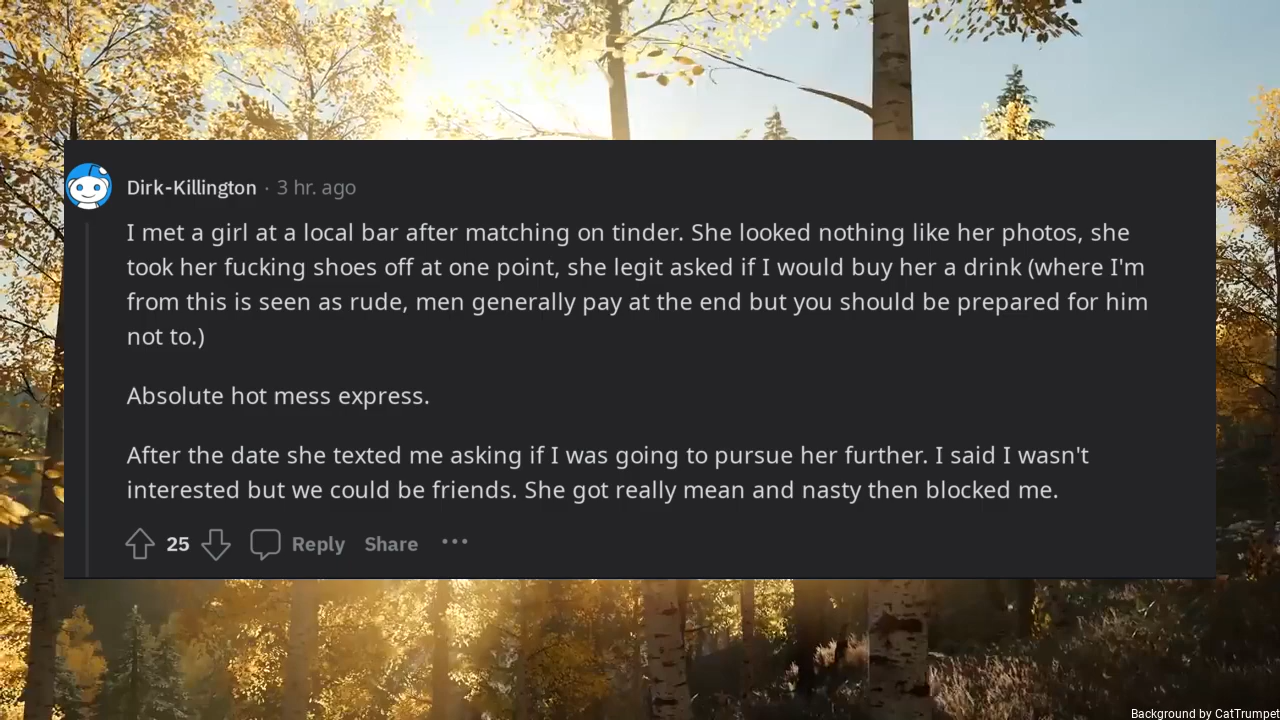 Dirk-Killington · 3 hr. ago
I met a girl at a local bar after matching on tinder. She looked nothing like her photos, she
took her fucking shoes off at one point, she legit asked if I would buy her a drink (where I'm
from this is seen as rude, men generally pay at the end but you should be prepared for him
not to.)
Absolute hot mess express.
After the date she texted me asking if I was going to pursue her further. I said I wasn't
interested but we could be friends. She got really mean and nasty then blocked me.
25 Reply Share ...
Background by CatTrumpet